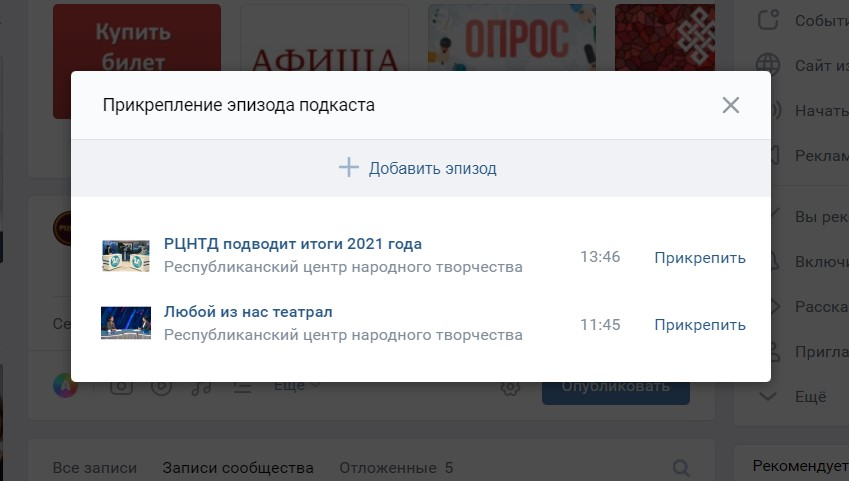 Купить
билет
АФИША
ОПРОС
Событи
Сайт из
Начать
Реклам
Прикрепление эпизода подкаста
Добавить эпизод
РЦНТД подводит итоги 2021 года
Республиканский центр народного творчества
13:46
Прикрепить
Любой из нас театрал
Республиканский центр народного творчества
11:45
Прикрепить
Вы рек
Включи
Расска
Пригла
Ещё
Се
Ещё
Опубликовать
Все записи
Записи сообщества
Отложенные 5
Рекомендует